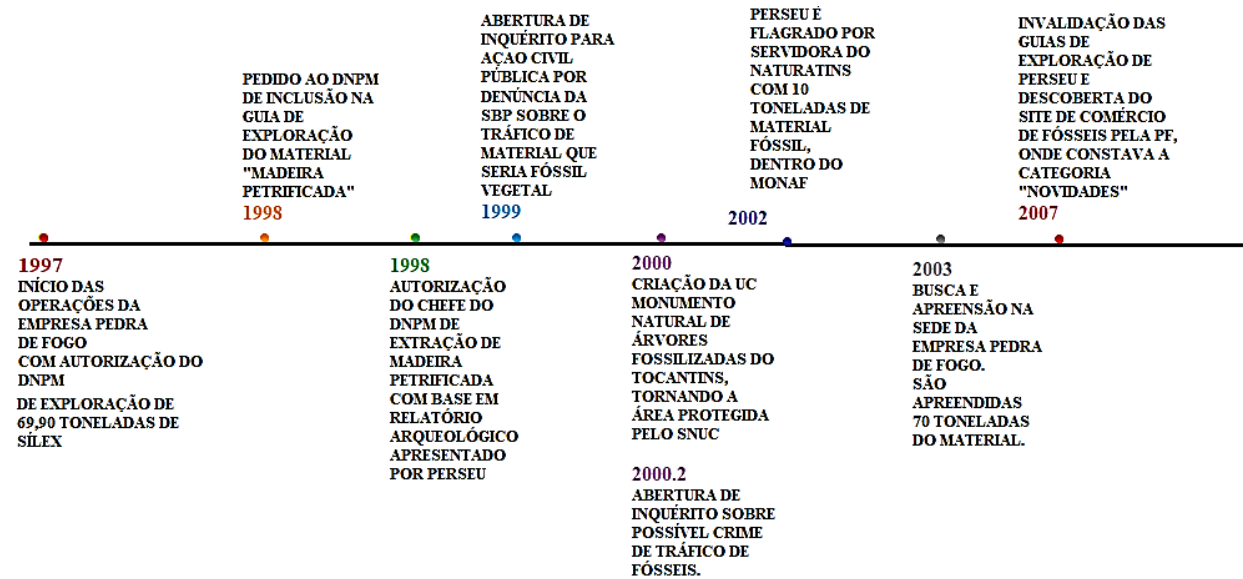 1997
INÍCIO DAS
OPERAÇÕES DA
EMPRESA PEDRA
DE FOGO
COM AUTORIZAÇÃO DO
DNPM
DE EXPLORAÇÃO DE
69,90 TONELADAS DE
SÍLEX
PEDIDO AO DNPM
DE INCLUSÃO NA
GUIA DE
EXPLORAÇÃO
DO MATERIAL
"MADEIRA
PETRIFICADA"
1998
1998
AUTORIZAÇÃO
DO CHEFE DO
DNPM DE
EXTRAÇÃO DE
MADEIRA
PETRIFICADA
COM BASE EM
RELATÓRIO
ARQUEOLÓGICO
APRESENTADO
POR PERSEU
ABERTURA DE
INQUÉRITO PARA
AÇAO CIVIL
PÚBLICA POR
DENÚNCIA DA
SBP SOBRE O
TRÁFICO DE
MATERIAL QUE
SERIA FÓSSIL
VEGETAL
1999
2000
CRIAÇÃO DA UC
MONUMENTO
NATURAL DE
ÁRVORES
FOSSILIZADAS DO
TOCANTINS,
TORNANDO A
ÁREA PROTEGIDA
PELO SNUC
2000.2
ABERTURA DE
INQUÉRITO SOBRE
POSSÍVEL CRIME
DE TRÁFICO DE
FÓSSEIS.
PERSEU É
FLAGRADO POR
SERVIDORA DO
NATURATINS
COM 10
TONELADAS DE
MATERIAL
FÓSSIL,
DENTRO DO
MONAF
2002
2003
BUSCA E
APREENSÃO NA
SEDE DA
EMPRESA PEDRA
DE FOGO.
SÃO
APREENDIDAS
70 TONELADAS
DO MATERIAL.
INVALIDAÇÃO DAS
GUIAS DE
EXPLORAÇÃO DE
PERSEU E
DESCOBERTA DO
SITE DE COMÉRCIO
DE FÓSSEIS PELA PF,
ONDE CONSTAVA A
CATEGORIA
"NOVIDADES"
2007